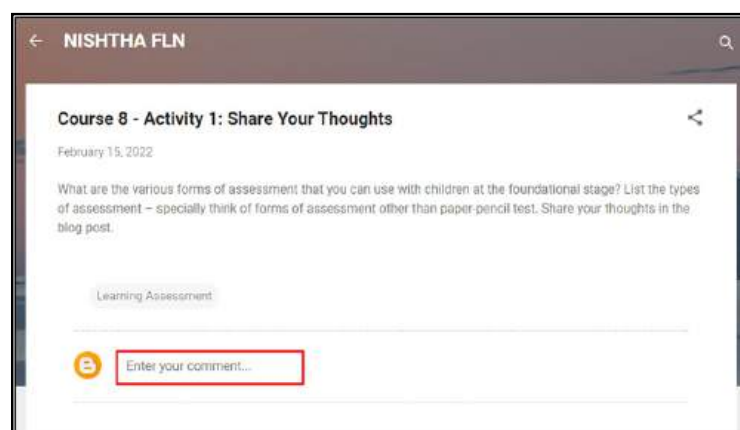 NISHTHA FLN
Course 8 - Activity 1: Share Your Thoughts
February 15, 2022
What are the various forms of assessment that you can use with children at the foundational stage? List the types
of assessment – specially think of forms of assessment other than paper-pencil test. Share your thoughts in the
blog post.
Learning Assessment
Enter your comment...